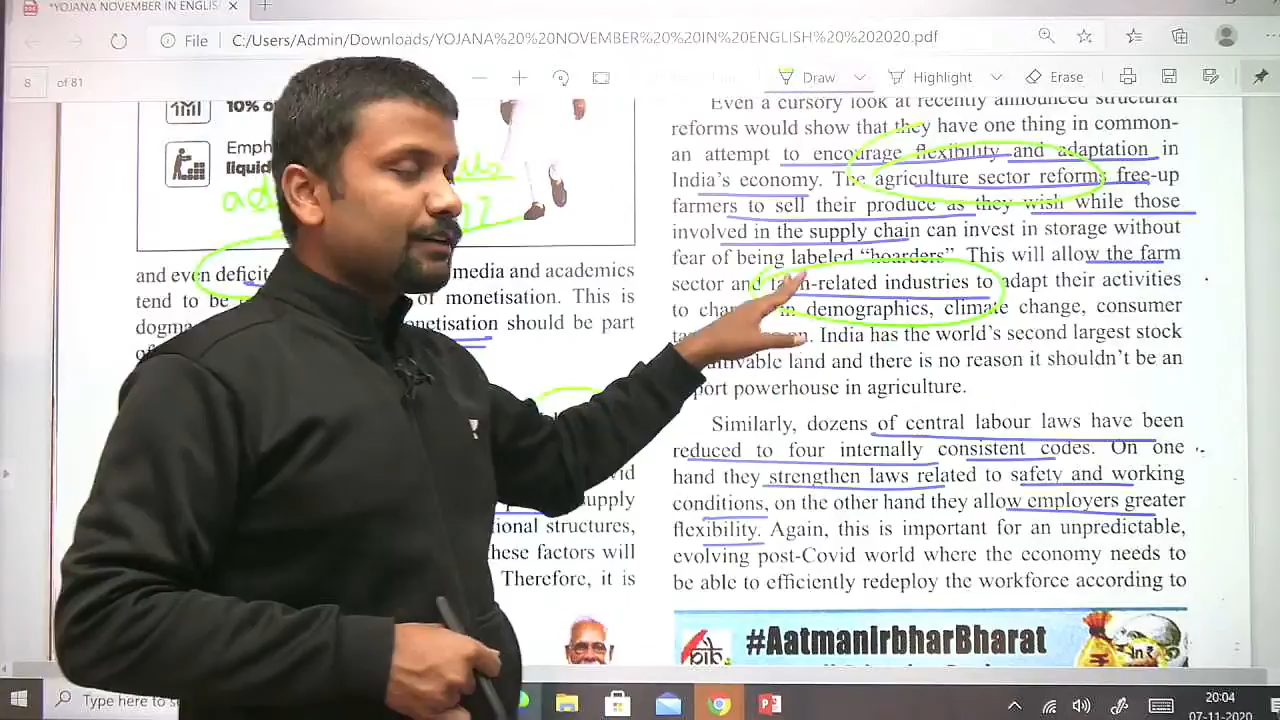 *YOJANA NOVEMBER IN ENGLIS
File C:/Users/Admin/Downloads/YOJANA%20%20NOVEMBER%20%20IN%20ENGLISH%20%202020.pdf
8 of 81
Draw Highlight Erase
10%
Emph
liquid
and even deficit media and academics
tend to be of monetisation. This is
dogma should be part
supply
structures,
these factors will
Therefore, it is
Even a cursory look at recently announced structural
reforms would show that they have one thing in common-
an attempt to encourage flexibility and adaptation in
India's economy. The agriculture sector reforms free-up
farmers to sell their produce as they wish while those
involved in the supply chain can invest in storage without
fear of being labeled “hoarders”. This will allow the farm
sector and -related industries to adapt their activities
to in demographics, climate change, consumer
India has the world's second largest stock
land and there is no reason it shouldn't be an
powerhouse in agriculture.
Similarly, dozens of central labour laws have been
reduced to four internally consistent codes. On one
hand they strengthen laws related to safety and working
conditions, on the other hand they allow employers greater
flexibility. Again, this is important for an unpredictable,
evolving post-Covid world where the economy needs to
be able to efficiently redeploy the workforce according to
#AatmanIrbharBharat
pib
Type here to
20:04
07-11-2020